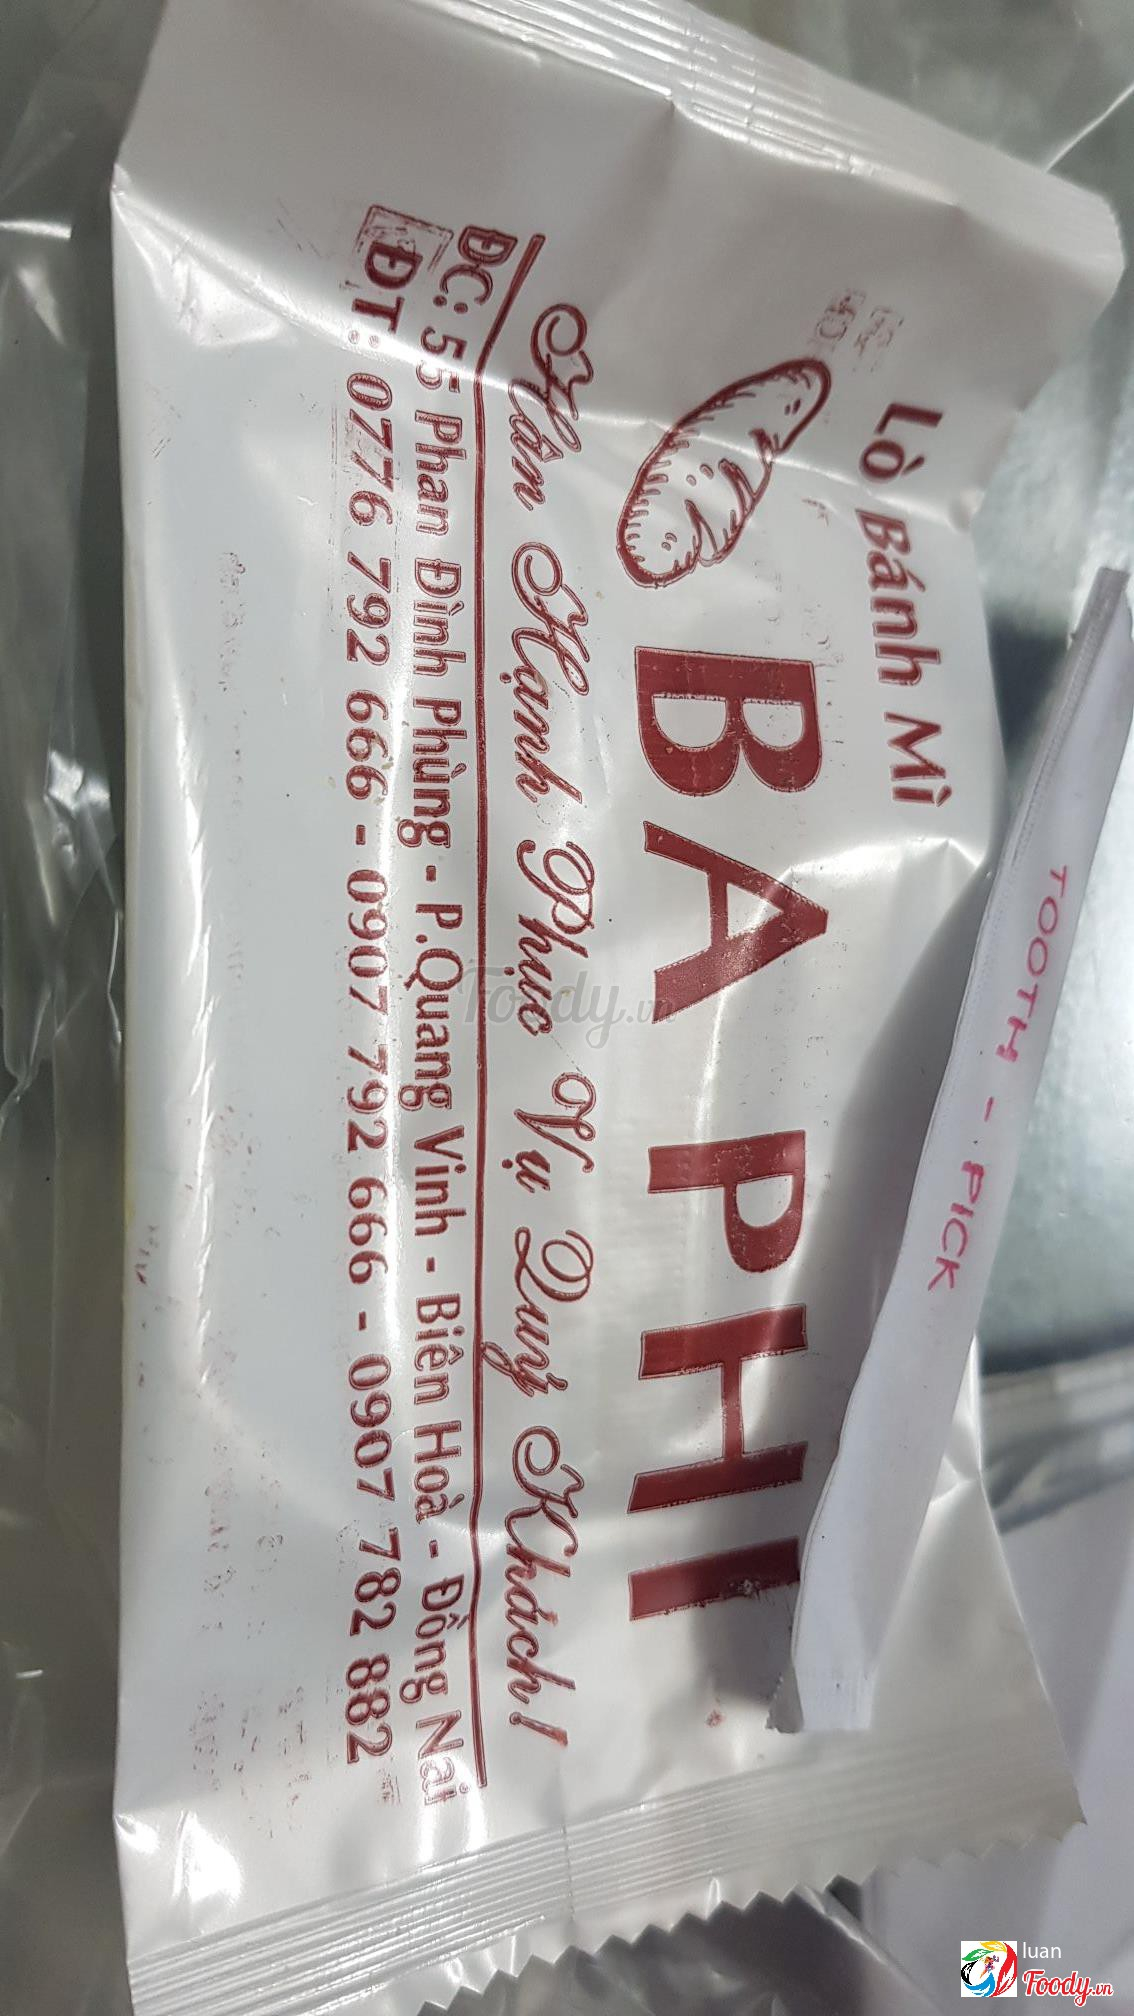 Lò Bánh Mì
BA PHI
Hân Hạnh Phục Vụ Quý Khách!
ĐC: 55 Phan Đình Phùng - P.Quang Vinh - Biên Hoà - Đồng Nai
ĐT: 0776 792 666 - 0907 792 666 - 0907 782 882
TOOTH - PICK
Foody.vn
luan
Foody.vn